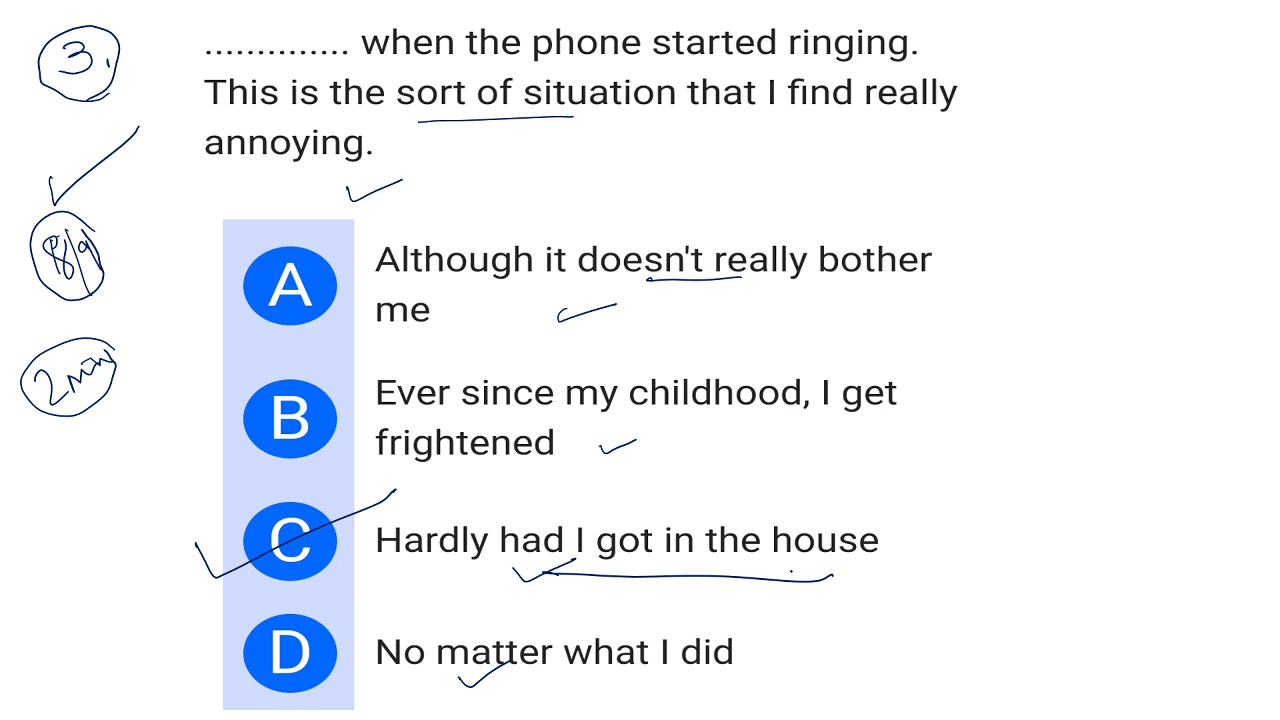 3.
.............. when the phone started ringing.
This is the sort of situation that I find really
annoying.
A
Although it doesn't really bother
me
B
Ever since my childhood, I get
frightened
C
Hardly had I got in the house
D
No matter what I did
2 min